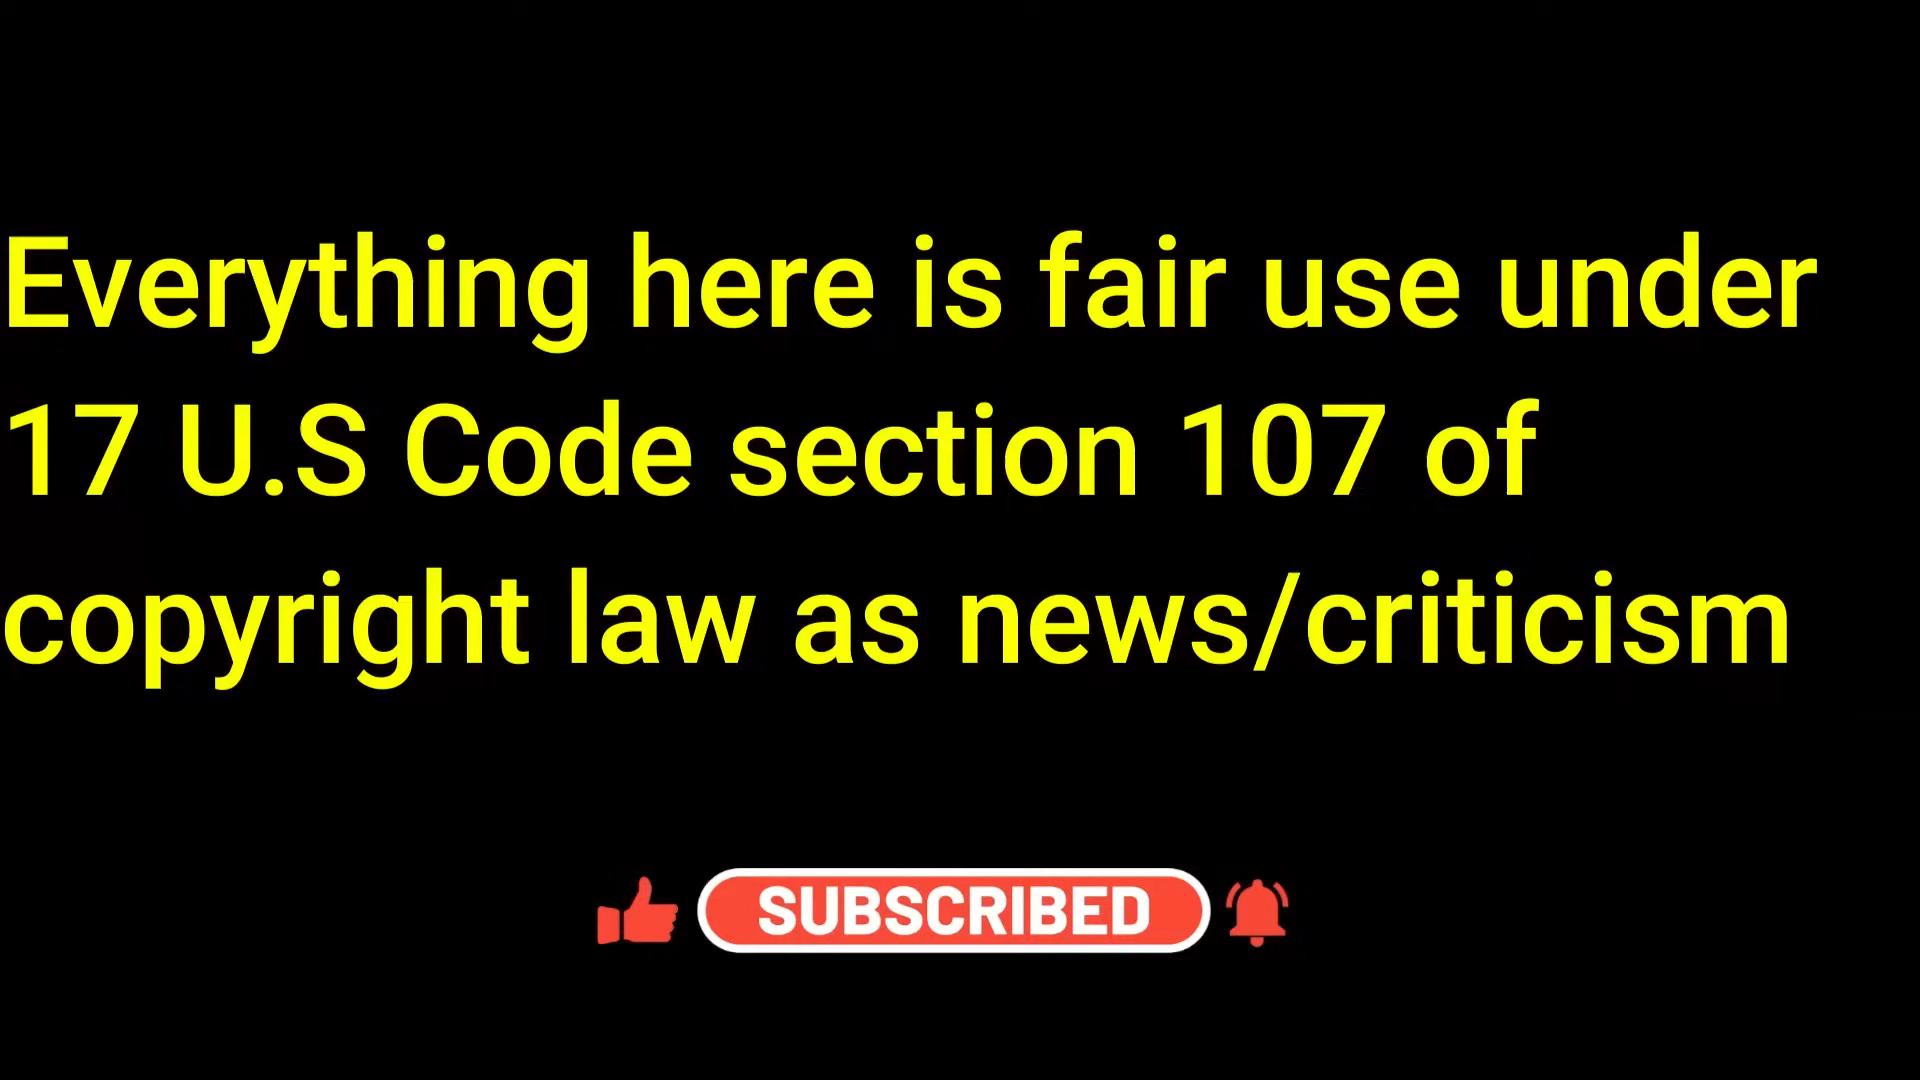 Everything here is fair use under
17 U.S Code section 107 of
copyright law as news/criticism
SUBSCRIBED